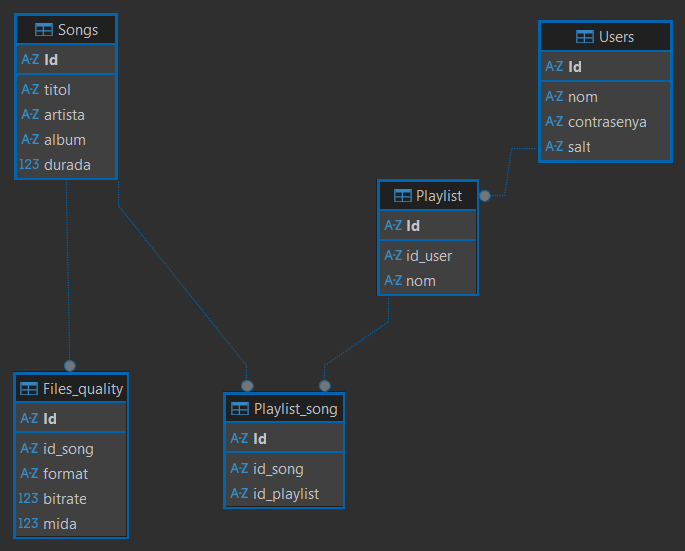 Songs
A-Z Id
A-Z titol
A-Z artista
A-Z album
123 durada
Users
A-Z Id
A-Z nom
A-Z contrasenya
A-Z salt
Playlist
A-Z Id
A-Z id_user
A-Z nom
Files_quality
A-Z Id
A-Z id_song
A-Z format
123 bitrate
123 mida
Playlist_song
A-Z Id
A-Z id_song
A-Z id_playlist